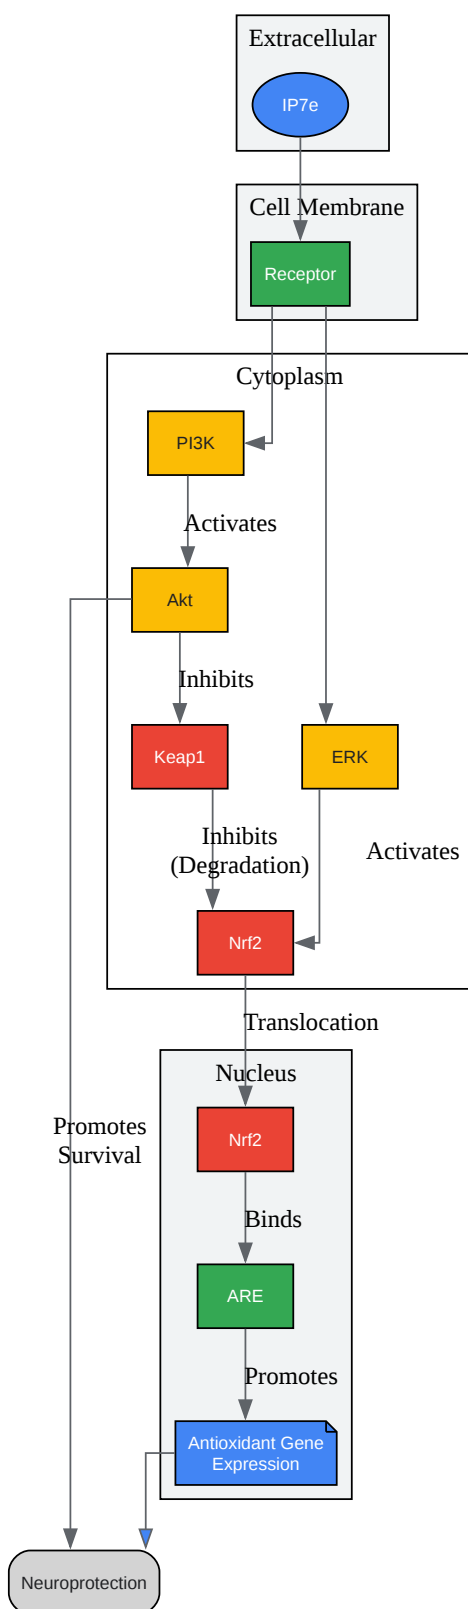 Extracellular
IP7e
Cell Membrane
Receptor
Cytoplasm
PI3K
Activates
Akt
Inhibits
Keap1
ERK
Inhibits
(Degradation)
Activates
Nrf2
Translocation
Nucleus
Nrf2
Promotes
Survival
Binds
ARE
Promotes
Antioxidant Gene
Expression
Neuroprotection